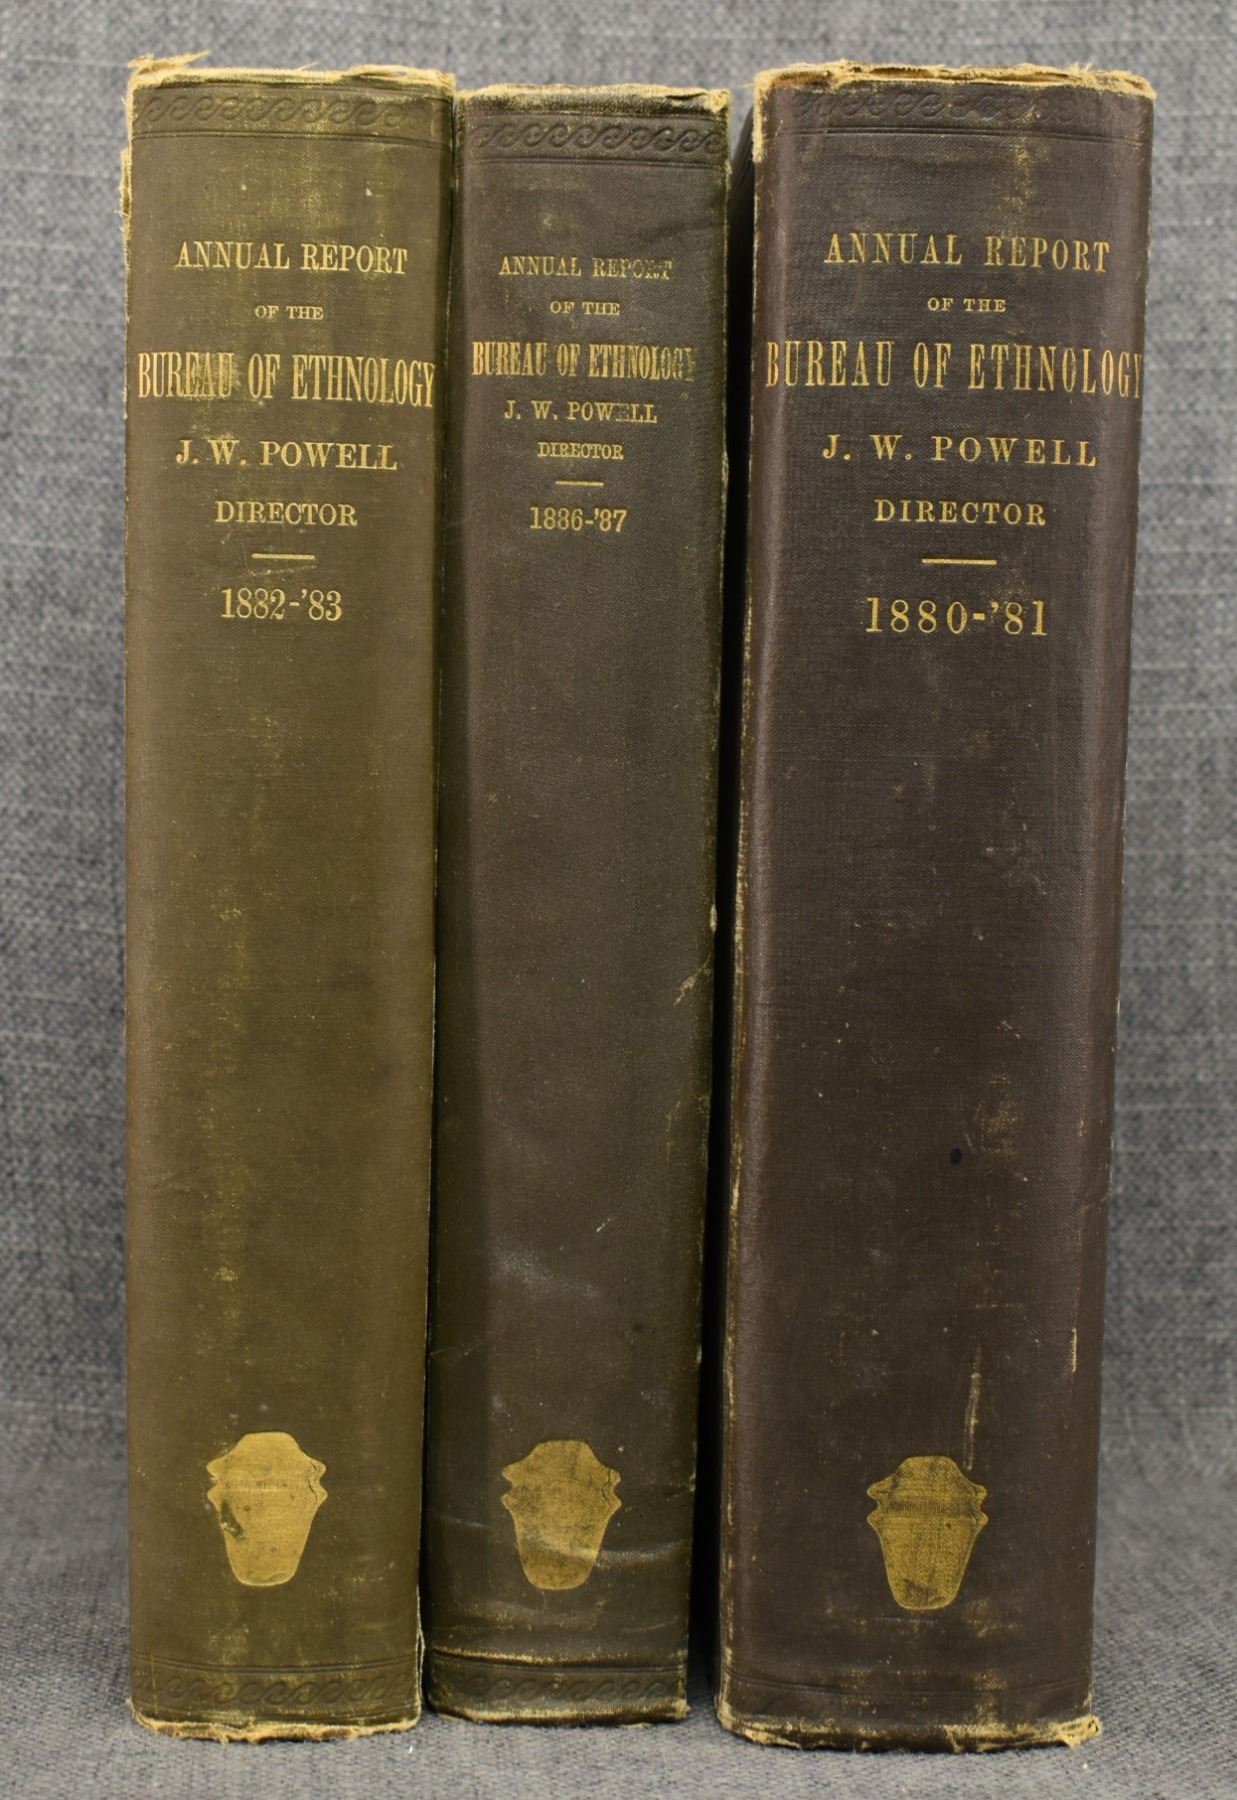 ANNUAL REPORT
OF THE
BUREAU OF ETHNOLOGY
J. W. POWELL
DIRECTOR
1882-'83
ANNUAL REPORT
OF THE
BUREAU OF ETHNOLOGY
J. W. POWELL
DIRECTOR
1886-'87
ANNUAL REPORT
OF THE
BUREAU OF ETHNOLOGY
J. W. POWELL
DIRECTOR
1880-'81